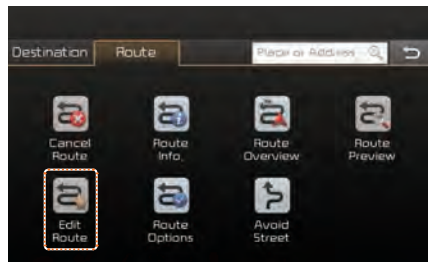 Destination
Route
Place or Address
Cancel
Route
Route
Info.
Route
Overview
Route
Preview
Edit
Route
Route
Options
Avoid
Street